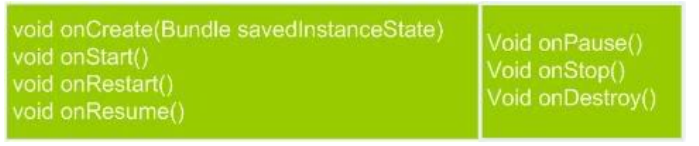 void onCreate(Bundle savedInstanceState)
void onStart()
void onRestart()
void onResume()
Void onPause()
Void onStop()
Void onDestroy()